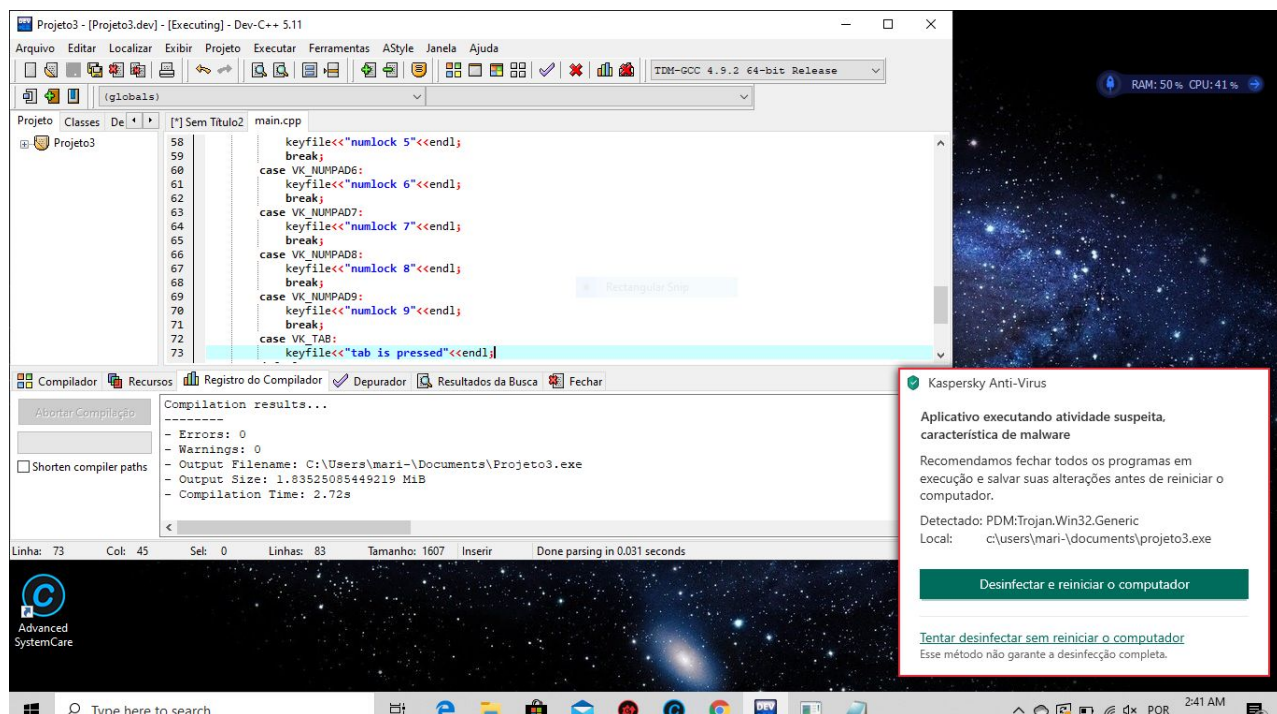 Projeto3 - [Projeto3.dev] - [Executing] - Dev-C++ 5.11
Arquivo Editar Localizar Exibir Projeto Executar Ferramentas AStyle Janela Ajuda
TDM-GCC 4.9.2 64-bit Release
(globals)
RAM: 50 % CPU: 41 %
Projeto Classes De [*] Sem Título2 main.cpp
Projeto3
58 keyfile<<"numlock 5"<<endl;
59 break;
60 case VK_NUMPAD6:
61 keyfile<<"numlock 6"<<endl;
62 break;
63 case VK_NUMPAD7:
64 keyfile<<"numlock 7"<<endl;
65 break;
66 case VK_NUMPAD8:
67 keyfile<<"numlock 8"<<endl;
68 break;
69 case VK_NUMPAD9:
70 keyfile<<"numlock 9"<<endl;
71 break;
72 case VK_TAB:
73 keyfile<<"tab is pressed"<<endl;
Rectangular Snip
Compilador Recursos Registro do Compilador Depurador Resultados da Busca Fechar
Abortar Compilação
Shorten compiler paths
Compilation results...
--------
- Errors: 0
- Warnings: 0
- Output Filename: C:\Users\mari-\Documents\Projeto3.exe
- Output Size: 1.83525085449219 MiB
- Compilation Time: 2.72s
Linha: 73 Col: 45 Sel: 0 Linhas: 83 Tamanho: 1607 Inserir Done parsing in 0.031 seconds
Kaspersky Anti-Virus
Aplicativo executando atividade suspeita,
característica de malware
Recomendamos fechar todos os programas em
execução e salvar suas alterações antes de reiniciar o
computador.
Detectado: PDM:Trojan.Win32.Generic
Local: c:\users\mari-\documents\projeto3.exe
Desinfectar e reiniciar o computador
Tentar desinfectar sem reiniciar o computador
Esse método não garante a desinfecção completa.
Advanced
SystemCare
Type here to search
DEV
POR
2:41 AM